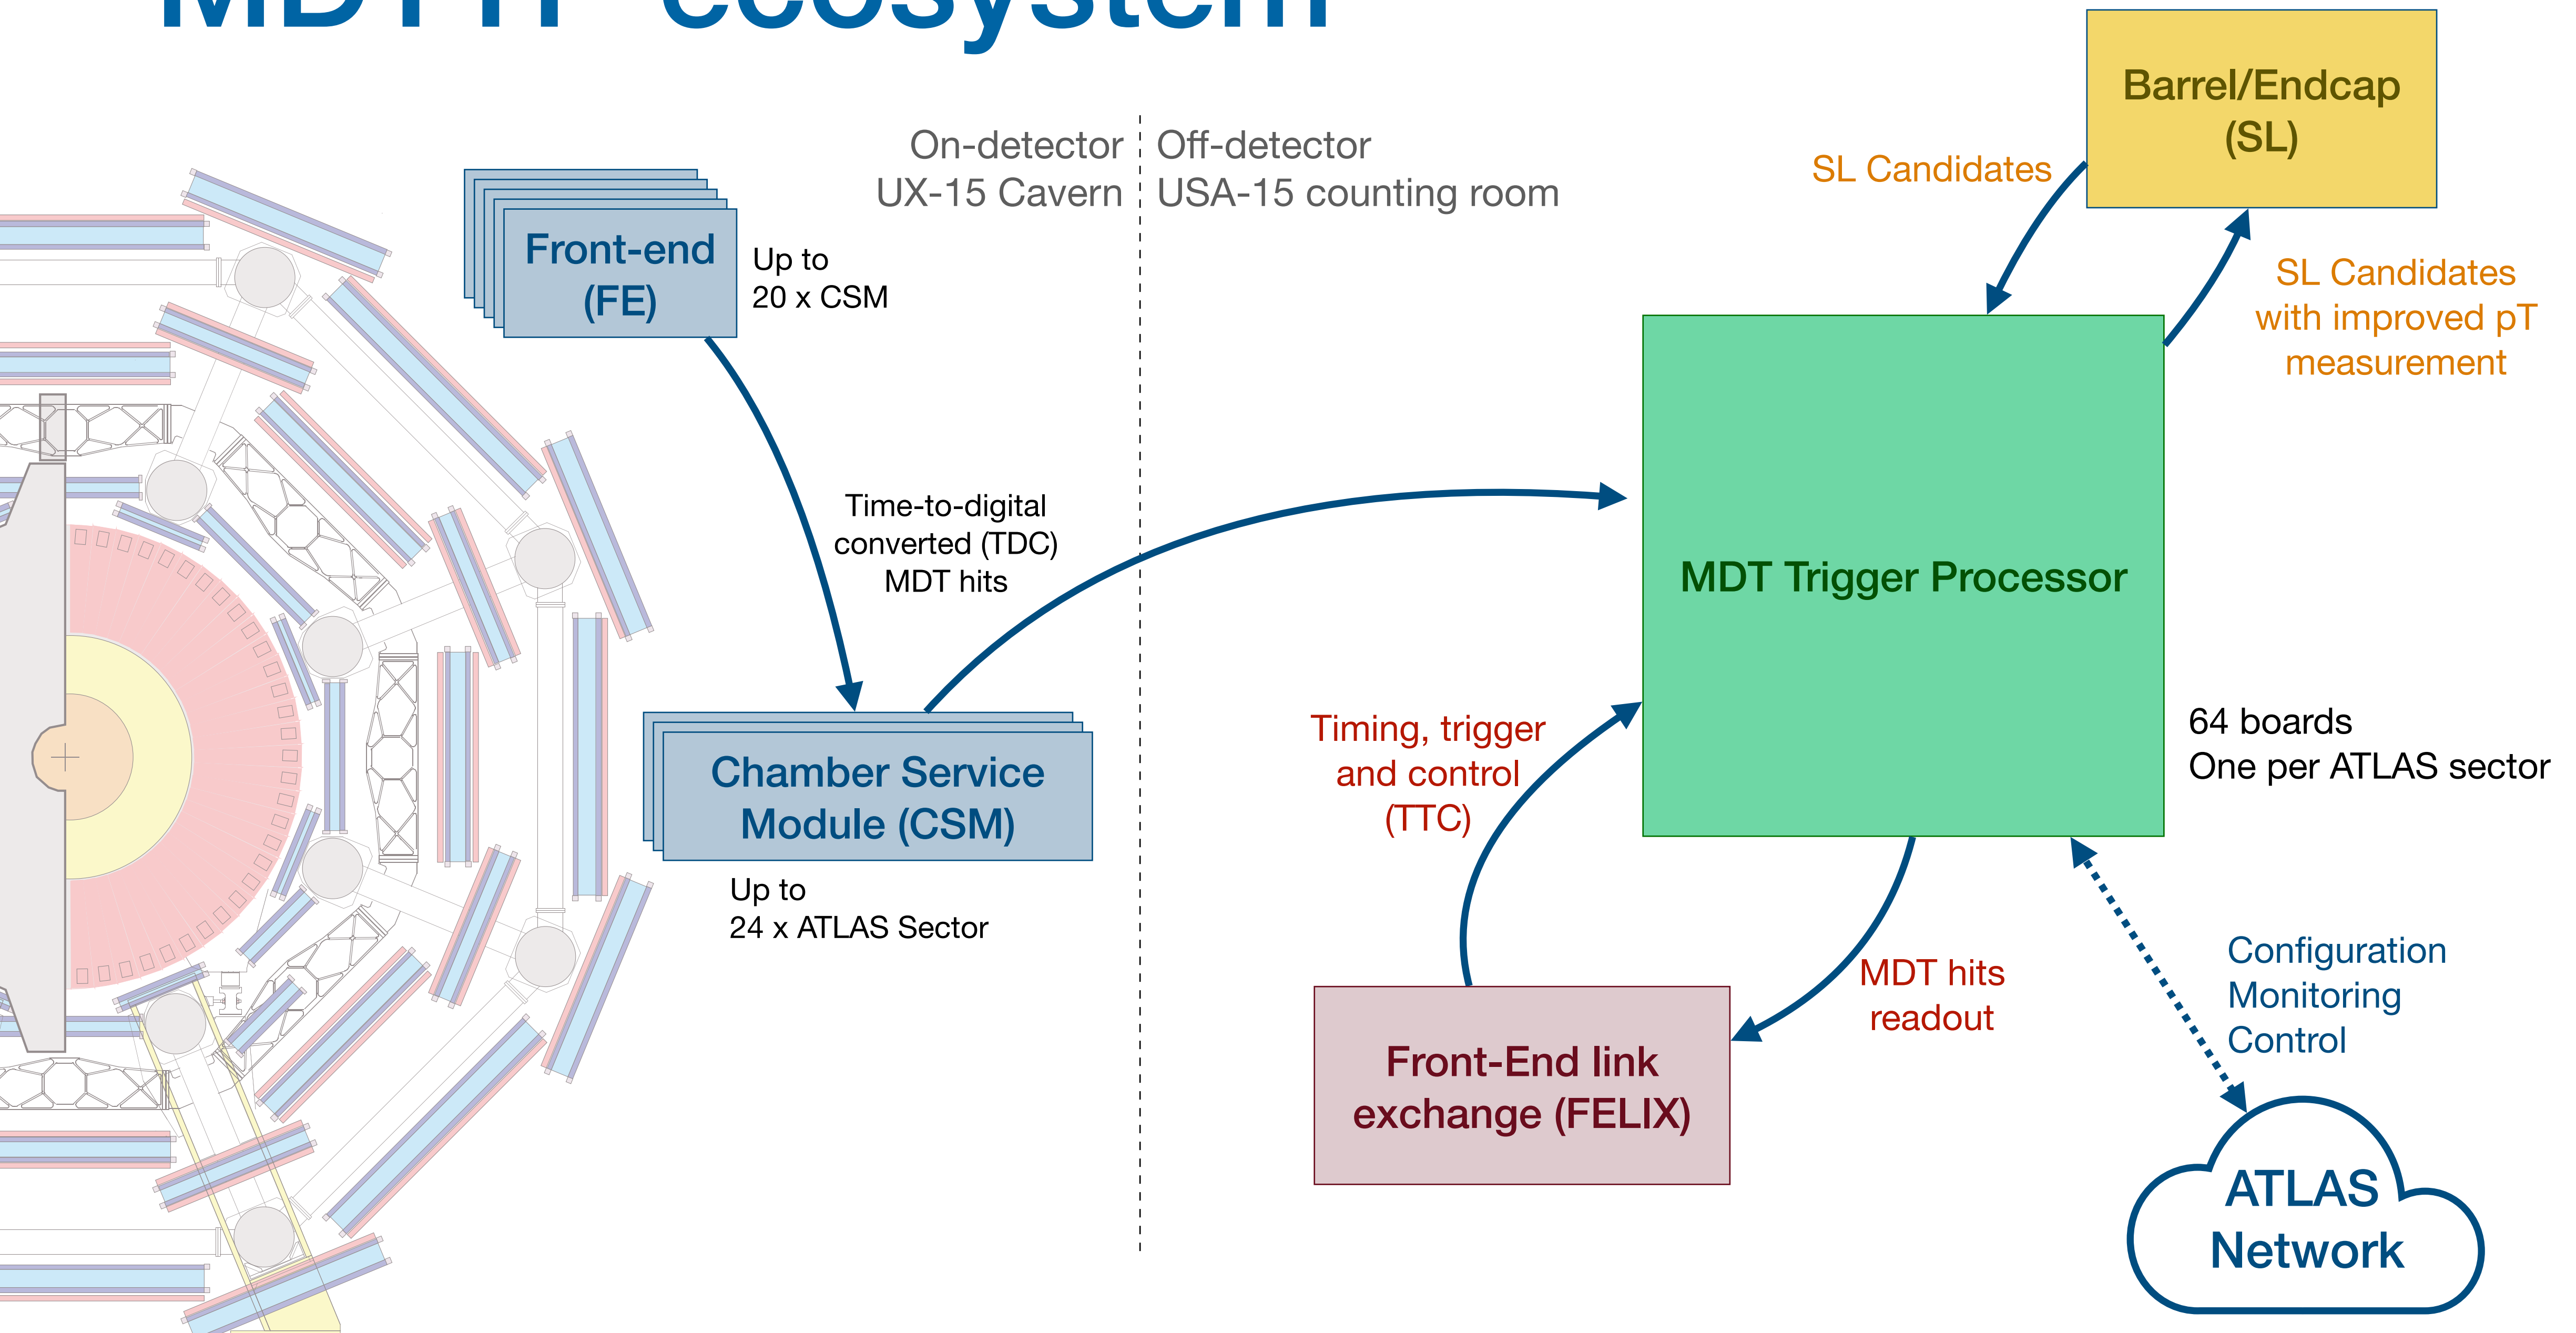 MDTTP ecosystem
Barrel/Endcap
(SL)
On-detector
UX-15 Cavern
Off-detector
USA-15 counting room
SL Candidates
Front-end
(FE)
Up to
20 x CSM
SL Candidates
with improved pT
measurement
Time-to-digital
converted (TDC)
MDT hits
MDT Trigger Processor
64 boards
One per ATLAS sector
Timing, trigger
and control
(TTC)
Chamber Service
Module (CSM)
Up to
24 x ATLAS Sector
MDT hits
readout
Configuration
Monitoring
Control
Front-End link
exchange (FELIX)
ATLAS
Network